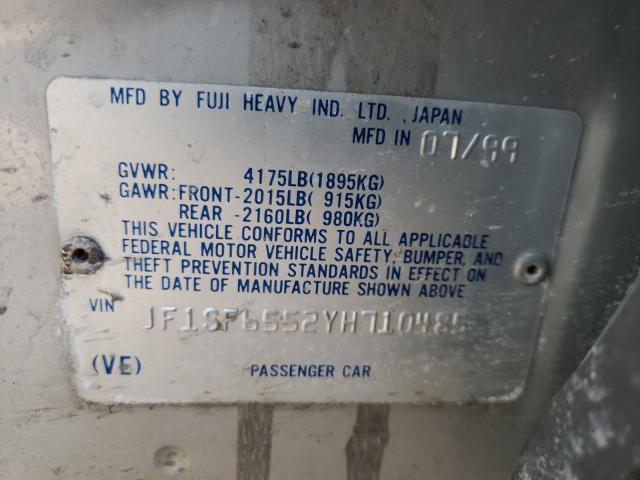 MFD BY FUJI HEAVY IND. LTD. , JAPAN
MFD IN 07/99
GVWR: 4175LB(1895KG)
GAWR:FRONT-2015LB( 915KG)
REAR -2160LB( 980KG)
THIS VEHICLE CONFORMS TO ALL APPLICABLE
FEDERAL MOTOR VEHICLE SAFETY, BUMPER, AND
THEFT PREVENTION STANDARDS IN EFFECT ON
THE DATE OF MANUFACTURE SHOWN ABOVE.
VIN JF1SF6552YH710485
(VE) PASSENGER CAR